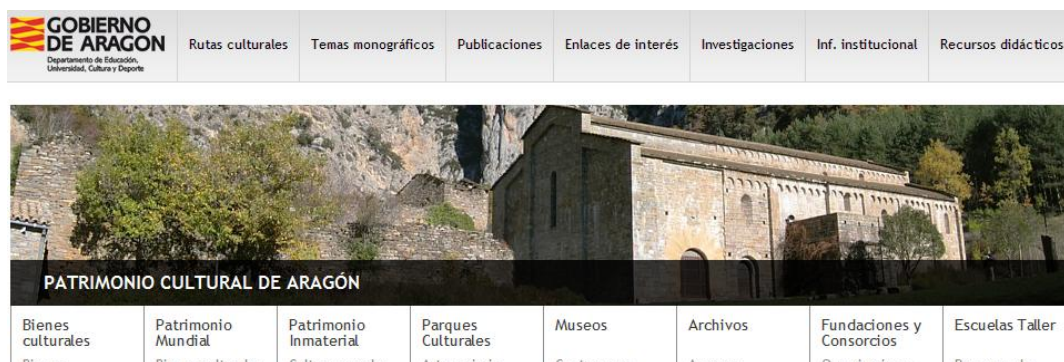 GOBIERNO
DE ARAGON
Departamento de Educación,
Universidad, Cultura y Deporte
Rutas culturales
Temas monográficos
Publicaciones
Enlaces de interés
Investigaciones
Inf. institucional
Recursos didácticos
PATRIMONIO CULTURAL DE ARAGÓN
Bienes
culturales
Patrimonio
Mundial
Patrimonio
Inmaterial
Parques
Culturales
Museos
Archivos
Fundaciones y
Consorcios
Escuelas Taller